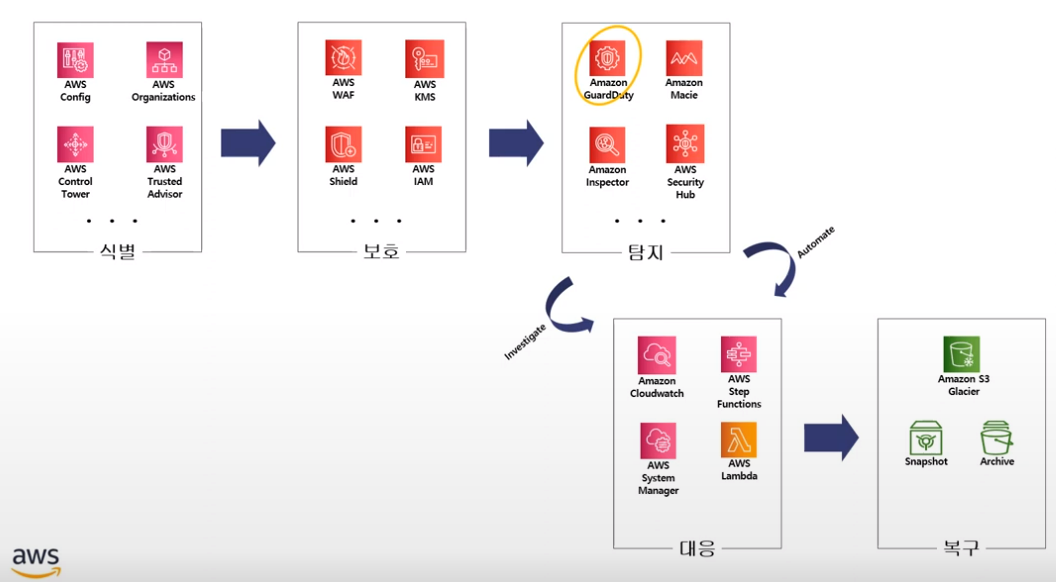 AWS
Config
AWS
Organizations
AWS
Control
Tower
AWS
Trusted
Advisor
. . .
식별
AWS
WAF
AWS
KMS
AWS
Shield
AWS
IAM
. . .
보호
Amazon
GuardDuty
Amazon
Macie
Amazon
Inspector
AWS
Security
Hub
. . .
탐지
Investigate
Automate
Amazon
Cloudwatch
AWS
Step
Functions
AWS
System
Manager
AWS
Lambda
대응
Amazon S3
Glacier
Snapshot
Archive
복구
aws